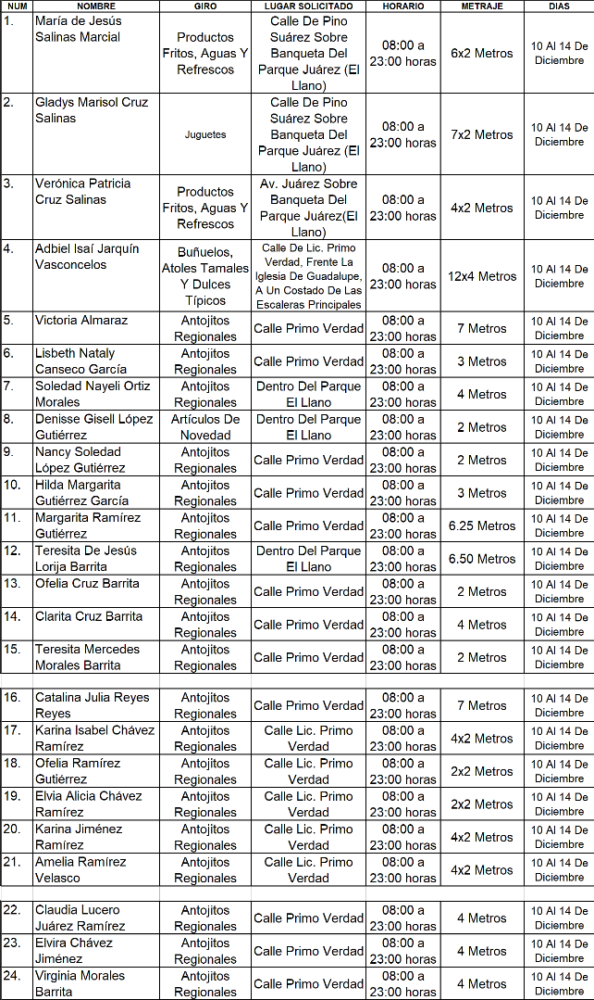 NUM NOMBRE GIRO LUGAR SOLICITADO HORARIO METRAJE DIAS
1. María de Jesús Salinas Marcial Productos Fritos, Aguas Y Refrescos Calle De Pino Suárez Sobre Banqueta Del Parque Juárez (El Llano) 08:00 a 23:00 horas 6x2 Metros 10 Al 14 De Diciembre
2. Gladys Marisol Cruz Salinas Juguetes Calle De Pino Suárez Sobre Banqueta Del Parque Juárez (El Llano) 08:00 a 23:00 horas 7x2 Metros 10 Al 14 De Diciembre
3. Verónica Patricia Cruz Salinas Productos Fritos, Aguas Y Refrescos Av. Juárez Sobre Banqueta Del Parque Juárez(El Llano) 08:00 a 23:00 horas 4x2 Metros 10 Al 14 De Diciembre
4. Adbiel Isaí Jarquín Vasconcelos Buñuelos, Atoles Tamales Y Dulces Típicos Calle De Lic. Primo Verdad, Frente La Iglesia De Guadalupe, A Un Costado De Las Escaleras Principales 08:00 a 23:00 horas 12x4 Metros 10 Al 14 De Diciembre
5. Victoria Almaraz Antojitos Regionales Calle Primo Verdad 08:00 a 23:00 horas 7 Metros 10 Al 14 De Diciembre
6. Lisbeth Nataly Canseco García Antojitos Regionales Calle Primo Verdad 08:00 a 23:00 horas 3 Metros 10 Al 14 De Diciembre
7. Soledad Nayeli Ortiz Morales Antojitos Regionales Dentro Del Parque El Llano 08:00 a 23:00 horas 4 Metros 10 Al 14 De Diciembre
8. Denisse Gisell López Gutiérrez Artículos De Novedad Dentro Del Parque El Llano 08:00 a 23:00 horas 2 Metros 10 Al 14 De Diciembre
9. Nancy Soledad López Gutiérrez Antojitos Regionales Calle Primo Verdad 08:00 a 23:00 horas 2 Metros 10 Al 14 De Diciembre
10. Hilda Margarita Gutiérrez García Antojitos Regionales Calle Primo Verdad 08:00 a 23:00 horas 3 Metros 10 Al 14 De Diciembre
11. Margarita Ramírez Gutiérrez Antojitos Regionales Calle Primo Verdad 08:00 a 23:00 horas 6.25 Metros 10 Al 14 De Diciembre
12. Teresita De Jesús Lorija Barrita Antojitos Regionales Dentro Del Parque El Llano 08:00 a 23:00 horas 6.50 Metros 10 Al 14 De Diciembre
13. Ofelia Cruz Barrita Antojitos Regionales Calle Primo Verdad 08:00 a 23:00 horas 2 Metros 10 Al 14 De Diciembre
14. Clarita Cruz Barrita Antojitos Regionales Calle Primo Verdad 08:00 a 23:00 horas 4 Metros 10 Al 14 De Diciembre
15. Teresita Mercedes Morales Barrita Antojitos Regionales Calle Primo Verdad 08:00 a 23:00 horas 2 Metros 10 Al 14 De Diciembre
16. Catalina Julia Reyes Reyes Antojitos Regionales Calle Primo Verdad 08:00 a 23:00 horas 7 Metros 10 Al 14 De Diciembre
17. Karina Isabel Chávez Ramírez Antojitos Regionales Calle Lic. Primo Verdad 08:00 a 23:00 horas 4x2 Metros 10 Al 14 De Diciembre
18. Ofelia Ramírez Gutiérrez Antojitos Regionales Calle Lic. Primo Verdad 08:00 a 23:00 horas 2x2 Metros 10 Al 14 De Diciembre
19. Elvia Alicia Chávez Ramírez Antojitos Regionales Calle Lic. Primo Verdad 08:00 a 23:00 horas 2x2 Metros 10 Al 14 De Diciembre
20. Karina Jiménez Ramírez Antojitos Regionales Calle Lic. Primo Verdad 08:00 a 23:00 horas 4x2 Metros 10 Al 14 De Diciembre
21. Amelia Ramírez Velasco Antojitos Regionales Calle Lic. Primo Verdad 08:00 a 23:00 horas 4x2 Metros 10 Al 14 De Diciembre
22. Claudia Lucero Juárez Ramírez Antojitos Regionales Calle Primo Verdad 08:00 a 23:00 horas 4 Metros 10 Al 14 De Diciembre
23. Elvira Chávez Jiménez Antojitos Regionales Calle Primo Verdad 08:00 a 23:00 horas 4 Metros 10 Al 14 De Diciembre
24. Virginia Morales Barrita Antojitos Regionales Calle Primo Verdad 08:00 a 23:00 horas 4 Metros 10 Al 14 De Diciembre